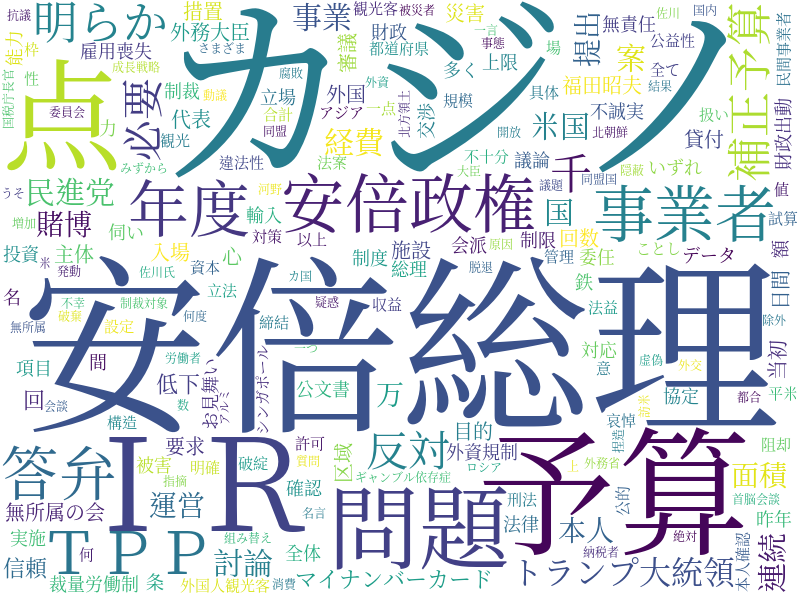 抗議
措置
事業
観光客
被災者
災害
一言
佐川
国内
明らか
カジノ
提出
無責任
公益性
民間事業者
国税庁長官
能力
枠
外務大臣
さまざま
財政
都道府県
審議
事態
場
案
補正予算
性
成長戦略
雇用喪失
腐敗
多く
上限
外資
福田昭夫
全て
結果
点
必要
動議
制裁
立場
外国
規模
具体
不誠実
扱い
財政出動
委員会
力
代表
合計
同盟
一点
アジア
北方領土
交渉
米国
北朝鮮
貸付
観光
経費
開放
みずから
違法性
法案
不十分
議論
隠蔽
いずれ
値
うそ
民進党
年度
河野
安倍政権
大臣
議題
同盟国
千
国
事業者
試算
増加
賭博
伺い
輸入
対策
以上
会派
原因
制限
回数
委任
ことし
額
投資
主体
入場
心
制度
施設
総理
管理
データ
米
発動
佐川氏
資本
カ国
脱退
鉄
日間
名
不幸
制裁対象
立法
疑惑
収益
法益
除外
安倍総理
無所属
破棄
設定
何度
締結
対応
当初
項目
間
労働者
一つ
意
虚偽
外交
回
会談
低下
お見舞い
アルミ
シンガポール
公文書
万
協定
訪米
都合
平米
構造
数
哀悼
答弁
IR
要求
許可
反対
目的
外資規制
捏造
外務省
上
阻却
被害
明確
質問
破綻
区域
ギャンブル依存症
ロシア
予算
面積
首脳会談
無所属の会
指摘
運営
確認
問題
刑法
公的
昨年
実施
TPP
組み替え
名言
法律
本人
本人確認
連続
信頼
何
討論
全体
納税者
絶対
裁量労働制
条
外国人観光客
消費
マイナンバーカード
トランプ大統領